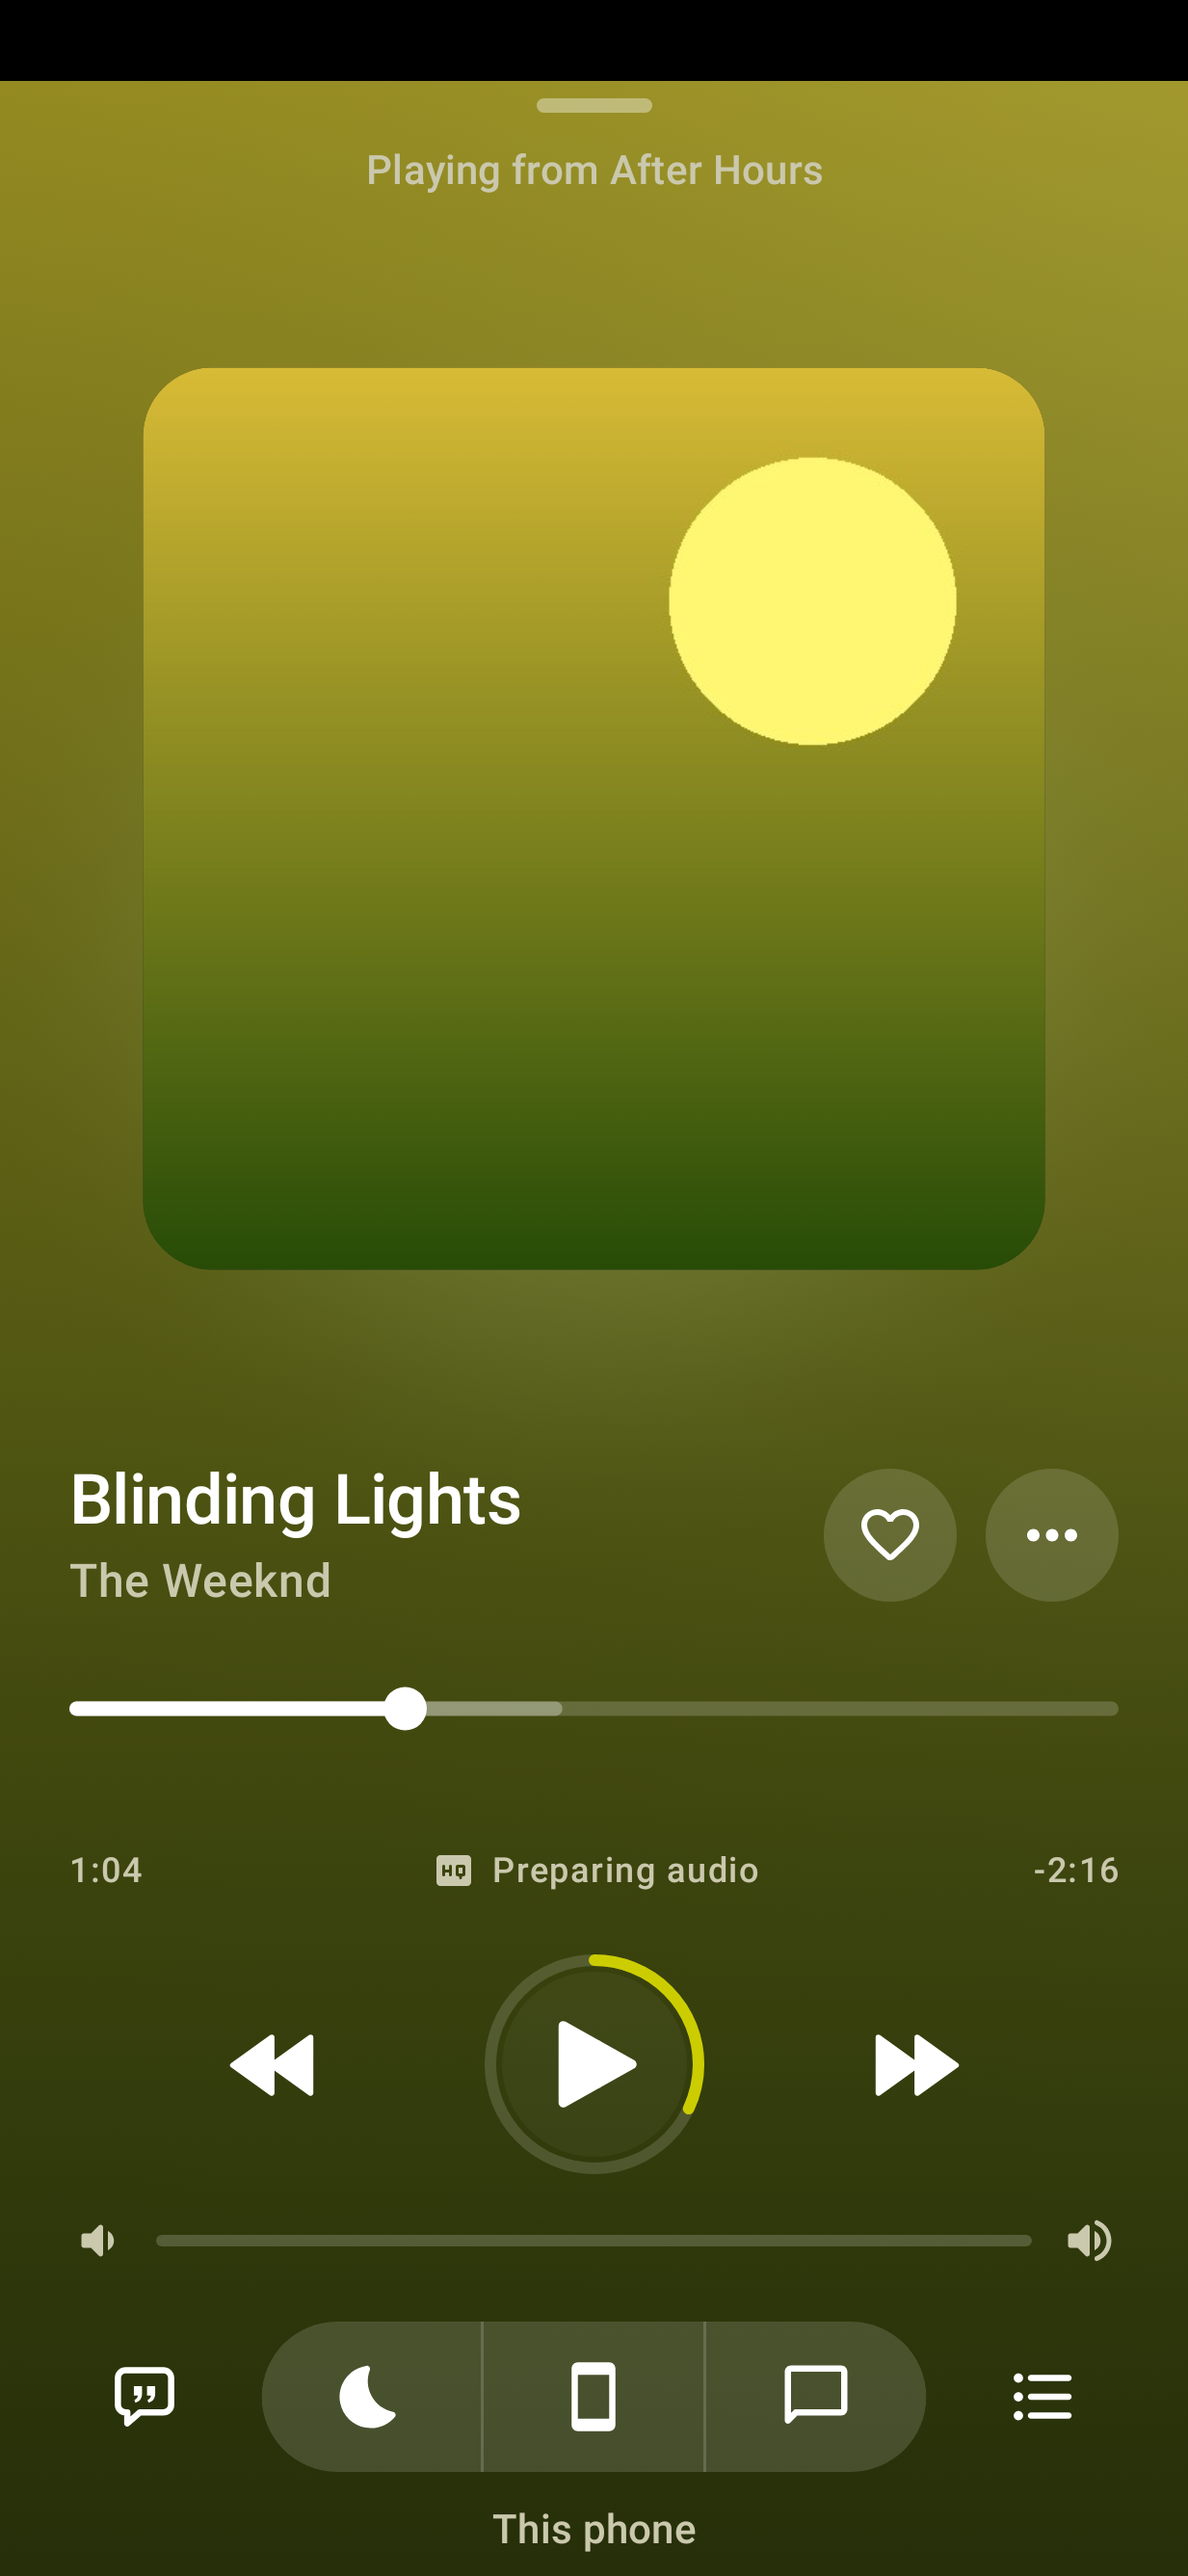 Playing from After Hours
Blinding Lights
The Weeknd
1:04
HQ Preparing audio
-2:16
This phone